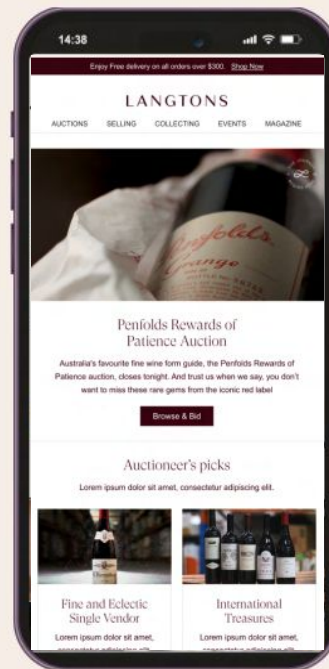 14:38
Enjoy Free delivery on all orders over $300. Shop Now
LANGTONS
AUCTIONS SELLING COLLECTING EVENTS MAGAZINE
Penfolds
Grange
Penfolds Rewards of
Patience Auction
Australia's favourite fine wine form guide, the Penfolds Rewards of
Patience auction, closes tonight. And trust us when we say, you don't
want to miss these rare gems from the iconic red label
Browse & Bid
Auctioneer's picks
Lorem ipsum dolor sit amet, consectetur adipiscing elit.
Fine and Eclectic
Single Vendor
International
Treasures
Lorem ipsum dolor sit amet,
Lorem ipsum dolor sit amet,